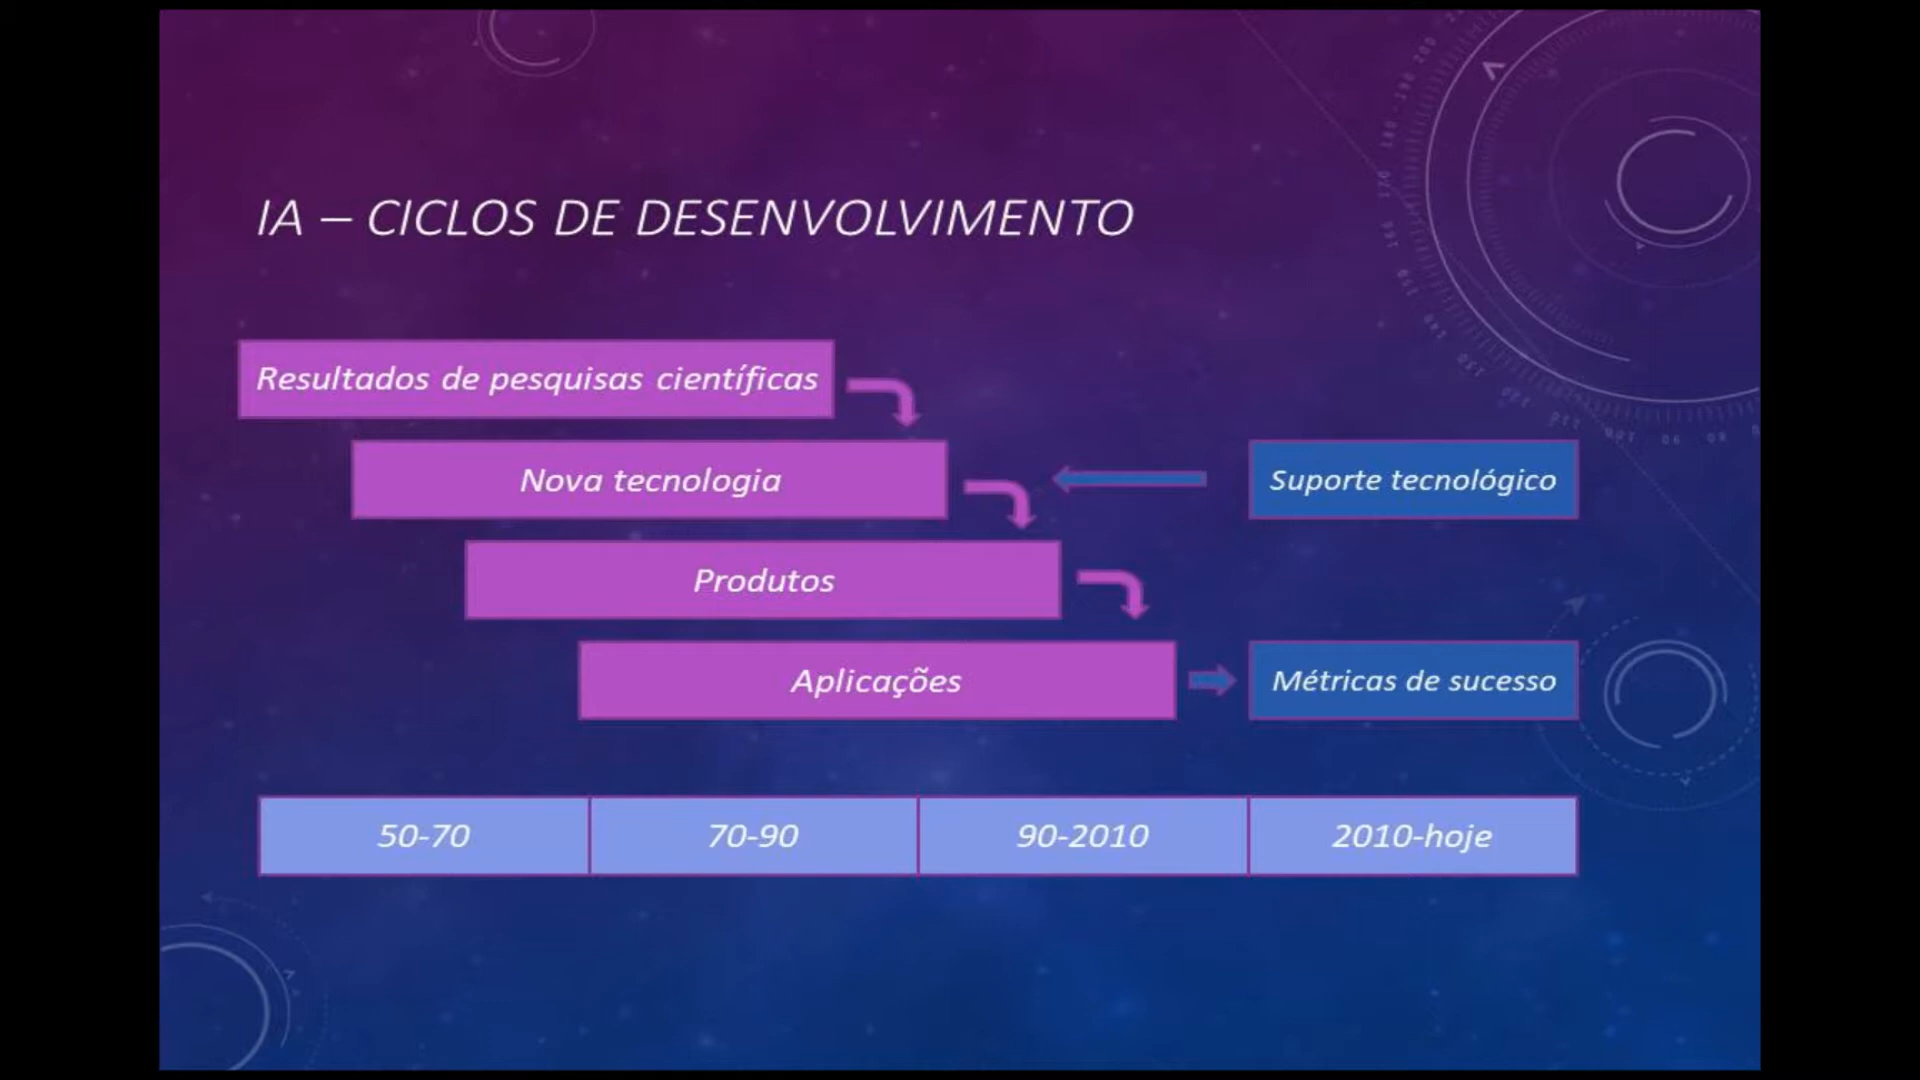 IA – CICLOS DE DESENVOLVIMENTO
Resultados de pesquisas científicas
Nova tecnologia
Suporte tecnológico
Produtos
Aplicações
Métricas de sucesso
50-70
70-90
90-2010
2010-hoje